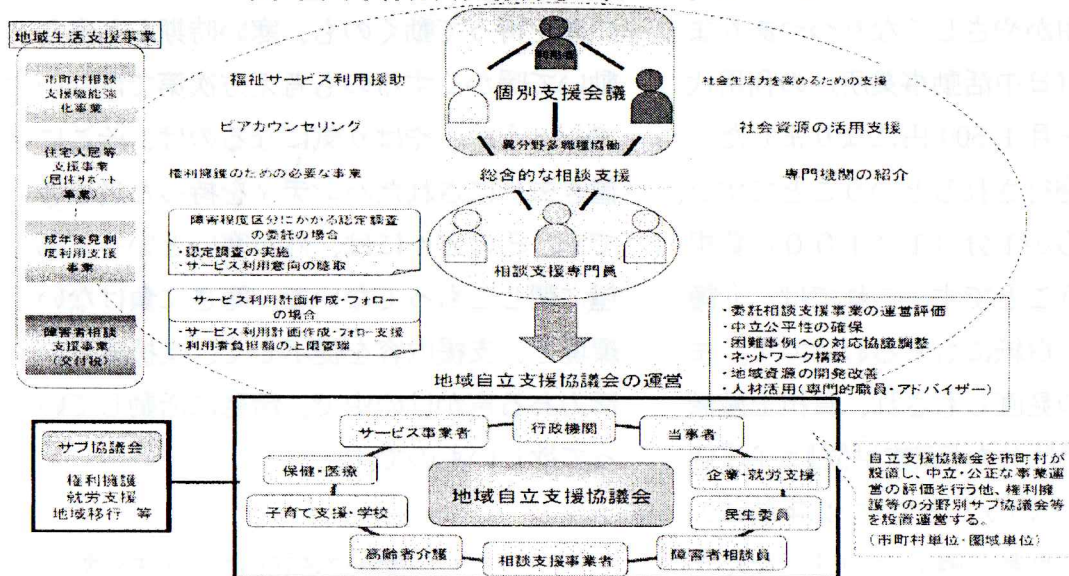 地域生活支援事業
市町村相談
支援機能強
化事業
住宅入居等
支援事業
(居住サポート
事業)
成年後見制
度利用支援
事業
障害者相談
支援事業
(交付税)
福祉サービス利用援助
ピアカウンセリング
権利擁護のための必要な事業
障害程度区分にかかる認定調査
の委託の場合
・認定調査の実施
・サービス利用意向の聴取
サービス利用計画作成・フォロー
の場合
・サービス利用計画作成・フォロー支援
・利用者負担額の上限管理
利用者
個別支援会議
異分野多職種協働
総合的な相談支援
相談支援専門員
社会生活力を高めるための支援
社会資源の活用支援
専門機関の紹介
・委託相談支援事業の運営評価
・中立公平性の確保
・困難事例への対応協議調整
・ネットワーク構築
・地域資源の開発改善
・人材活用(専門的職員・アドバイザー)
地域自立支援協議会の運営
サブ協議会
権利擁護
就労支援
地域移行 等
サービス事業者
行政機関
当事者
保健・医療
企業・就労支援
地域自立支援協議会
子育て支援・学校
民生委員
高齢者介護
相談支援事業者
障害者相談員
自立支援協議会を市町村が
設置し、中立・公正な事業運
営の評価を行う他、権利擁
護等の分野別サブ協議会等
を設置運営する。
(市町村単位・圏域単位)